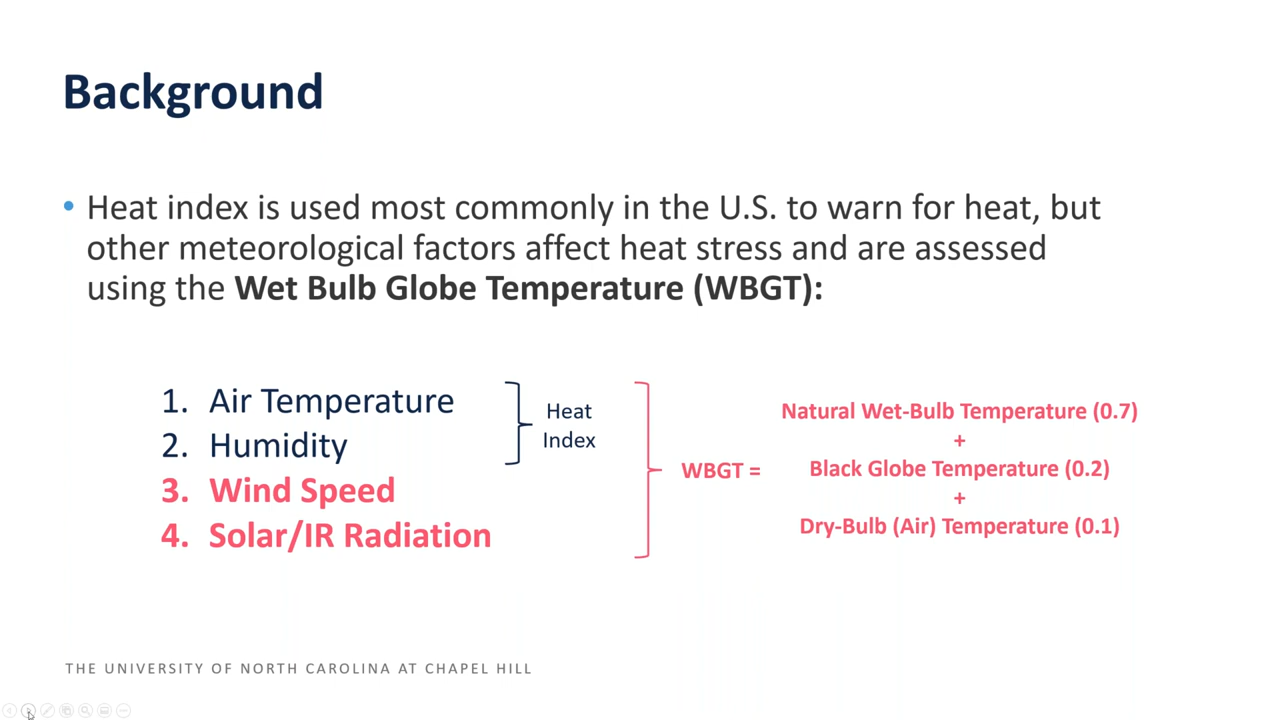 Background
• Heat index is used most commonly in the U.S. to warn for heat, but
other meteorological factors affect heat stress and are assessed
using the Wet Bulb Globe Temperature (WBGT):
1. Air Temperature
2. Humidity
3. Wind Speed
4. Solar/IR Radiation
Heat
Index
WBGT =
Natural Wet-Bulb Temperature (0.7)
+
Black Globe Temperature (0.2)
+
Dry-Bulb (Air) Temperature (0.1)
THE UNIVERSITY OF NORTH CAROLINA AT CHAPEL HILL